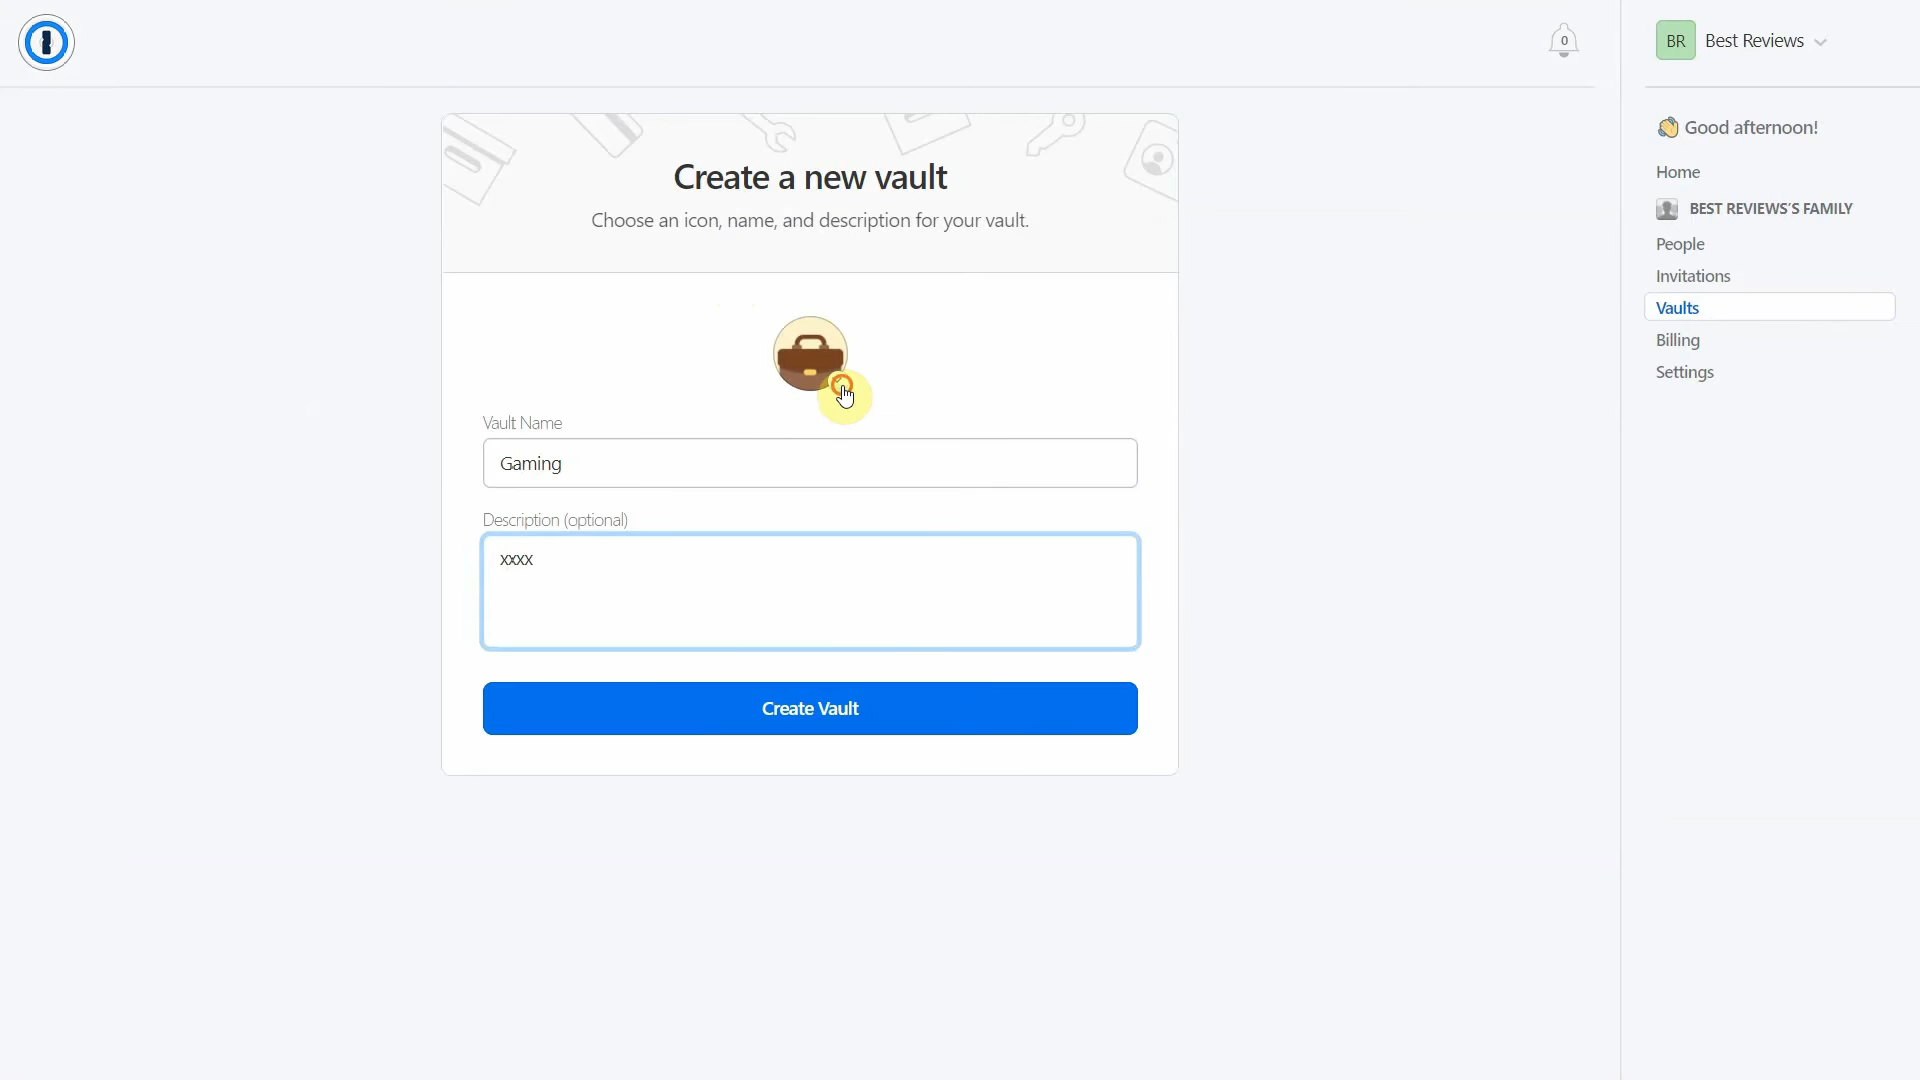 0
BR Best Reviews
Create a new vault
Choose an icon, name, and description for your vault.
Vault Name
Gaming
Description (optional)
xxxx
Create Vault
👋 Good afternoon!
Home
BEST REVIEWS'S FAMILY
People
Invitations
Vaults
Billing
Settings